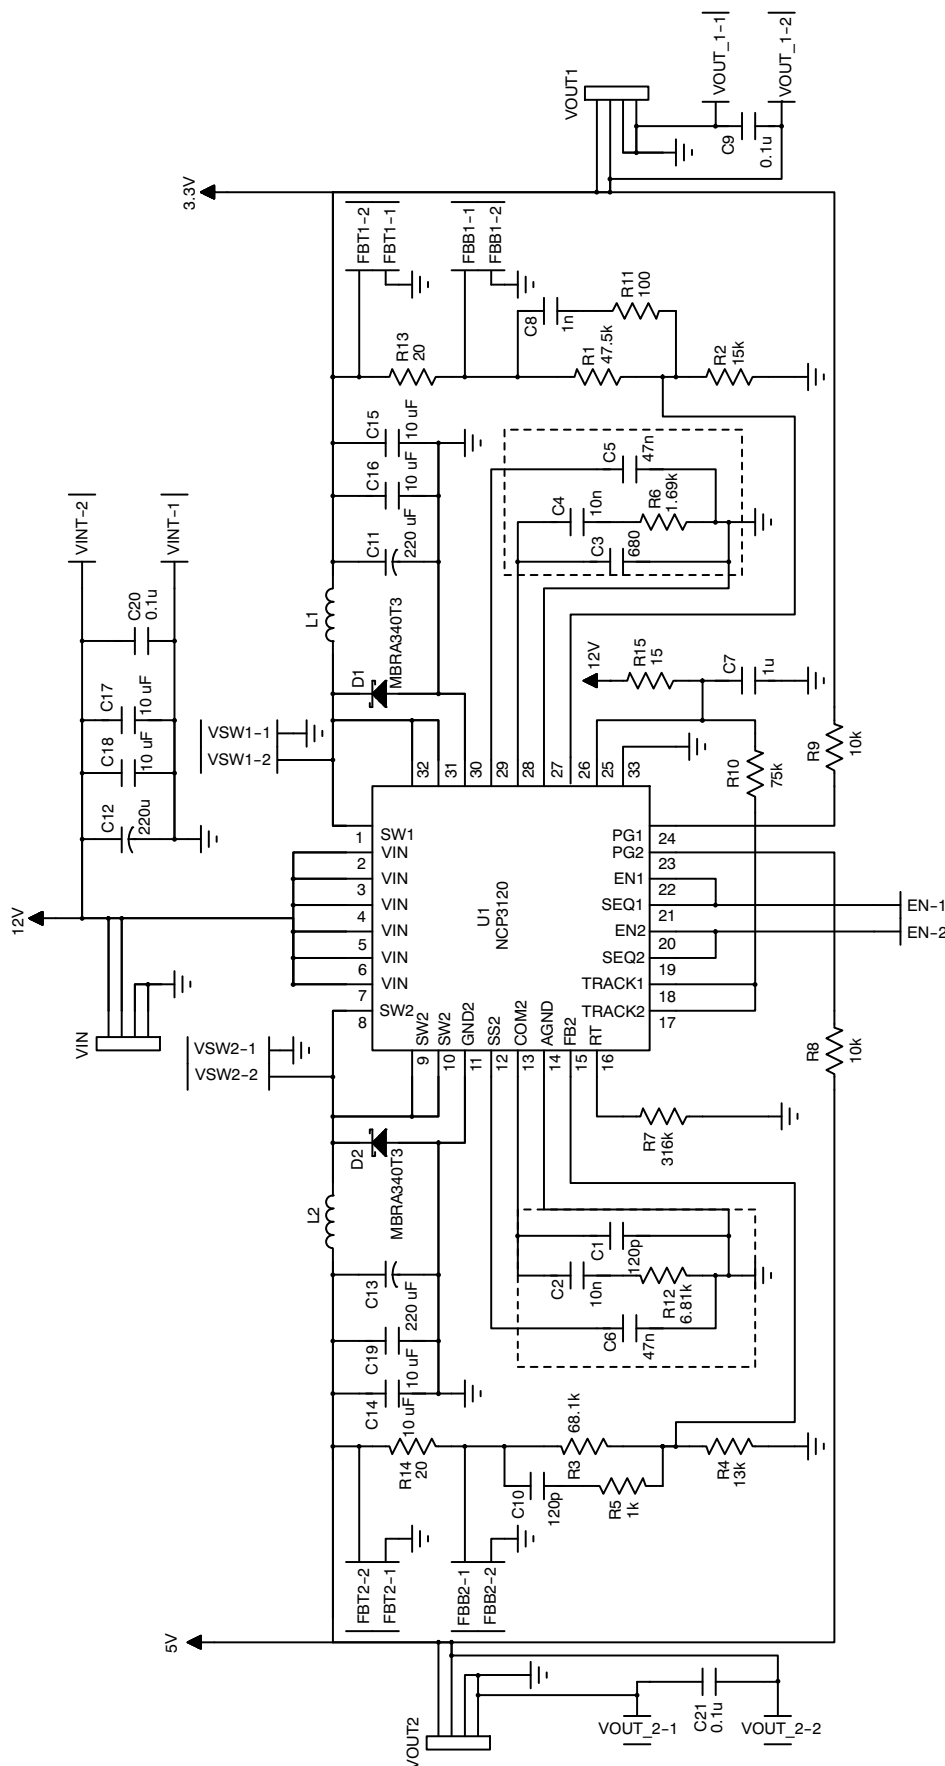 VOUT_1-1
VOUT_1-2
VOUT1
C9
0.1u
3.3V
FBT1-2
FBT1-1
FBB1-1
FBB1-2
R13
20
C8
1n
R11
100
R1
47.5k
R2
15k
C15
10 uF
C16
10 uF
C11
220 uF
C5
47n
C4
10n
R6
1.69k
C3
680
VINT-2
VINT-1
C20
0.1u
C17
10 uF
C18
10 uF
C12
220u
L1
D1
MBRA340T3
VSW1-1
VSW1-2
12V
R15
15
C7
1u
R10
75k
R9
10k
32
31
30
29
28
27
26
25
33
12V
VIN
1
2
3
4
5
6
7
8
SW1
VIN
VIN
VIN
VIN
VIN
VIN
SW2
U1
NCP3120
PG1
PG2
EN1
SEQ1
EN2
SEQ2
TRACK1
TRACK2
24
23
22
21
20
19
18
17
EN-1
EN-2
SW2
SW2
GND2
SS2
COM2
AGND
FB2
RT
9
10
11
12
13
14
15
16
VSW2-1
VSW2-2
R8
10k
R7
316k
D2
MBRA340T3
L2
C13
220 uF
C19
10 uF
C14
10 uF
C1
120p
C2
10n
R12
6.81k
C6
47n
R14
20
R3
68.1k
C10
120p
R5
1k
R4
13k
FBT2-2
FBT2-1
FBB2-1
FBB2-2
5V
VOUT2
C21
0.1u
VOUT_2-1
VOUT_2-2